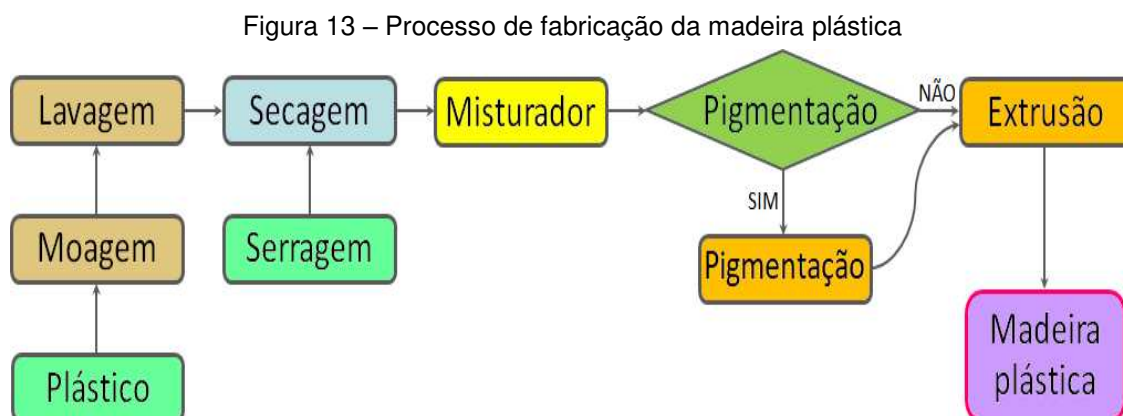 Figura 13 – Processo de fabricação da madeira plástica
Lavagem
Secagem
Misturador
Pigmentação
NÃO
Extrusão
SIM
Moagem
Serragem
Pigmentação
Plástico
Madeira
plástica